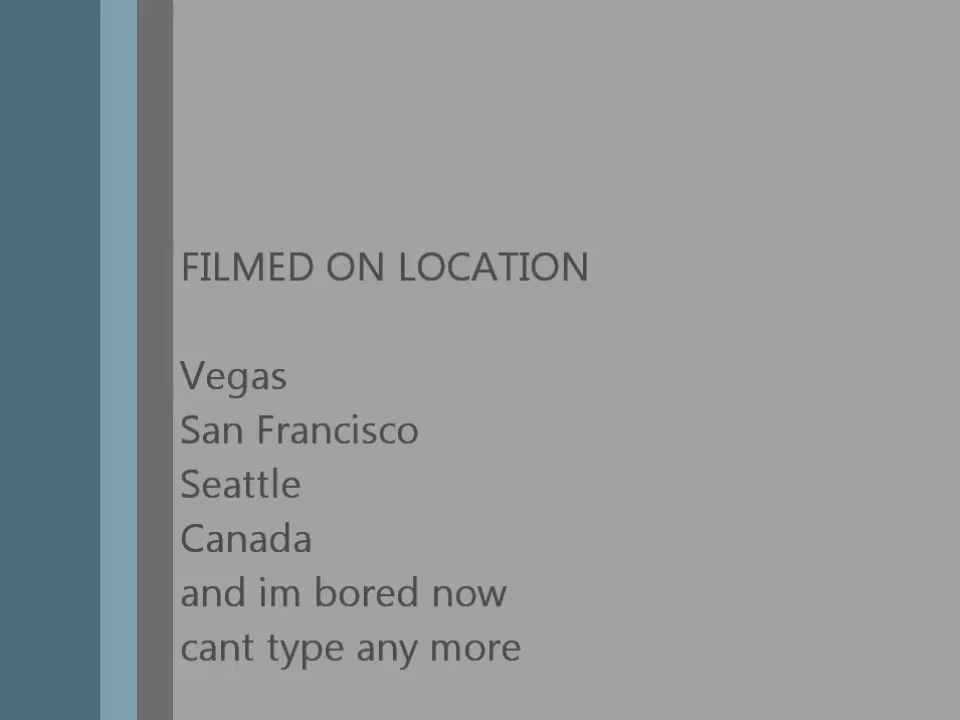 FILMED ON LOCATION
Vegas
San Francisco
Seattle
Canada
and im bored now
cant type any more